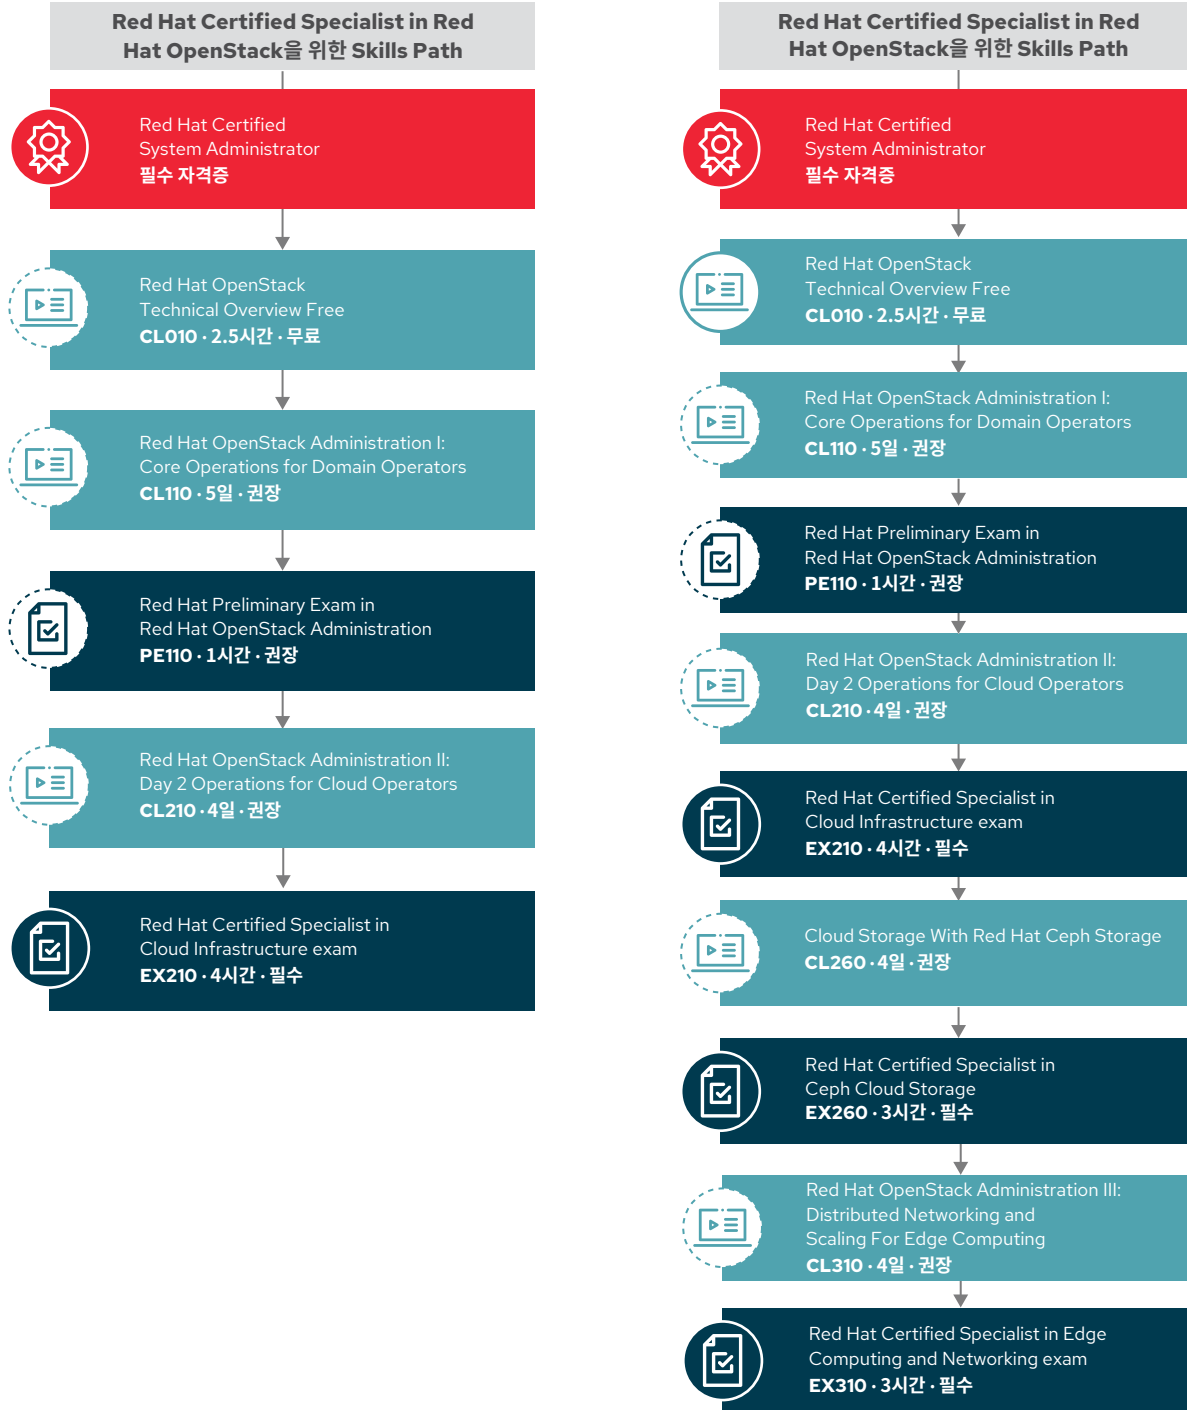 Red Hat Certified Specialist in Red
Hat OpenStack을 위한 Skills Path
Red Hat Certified
System Administrator
필수 자격증
Red Hat OpenStack
Technical Overview Free
CL010 · 2.5시간 · 무료
Red Hat OpenStack Administration I:
Core Operations for Domain Operators
CL110 · 5일 · 권장
Red Hat Preliminary Exam in
Red Hat OpenStack Administration
PE110 · 1시간 · 권장
Red Hat OpenStack Administration II:
Day 2 Operations for Cloud Operators
CL210 · 4일 · 권장
Red Hat Certified Specialist in
Cloud Infrastructure exam
EX210 · 4시간 · 필수
Red Hat Certified Specialist in Red
Hat OpenStack을 위한 Skills Path
Red Hat Certified
System Administrator
필수 자격증
Red Hat OpenStack
Technical Overview Free
CL010 · 2.5시간 · 무료
Red Hat OpenStack Administration I:
Core Operations for Domain Operators
CL110 · 5일 · 권장
Red Hat Preliminary Exam in
Red Hat OpenStack Administration
PE110 · 1시간 · 권장
Red Hat OpenStack Administration II:
Day 2 Operations for Cloud Operators
CL210 · 4일 · 권장
Red Hat Certified Specialist in
Cloud Infrastructure exam
EX210 · 4시간 · 필수
Cloud Storage With Red Hat Ceph Storage
CL260 · 4일 · 권장
Red Hat Certified Specialist in
Ceph Cloud Storage
EX260 · 3시간 · 필수
Red Hat OpenStack Administration III:
Distributed Networking and
Scaling For Edge Computing
CL310 · 4일 · 권장
Red Hat Certified Specialist in Edge
Computing and Networking exam
EX310 · 3시간 · 필수